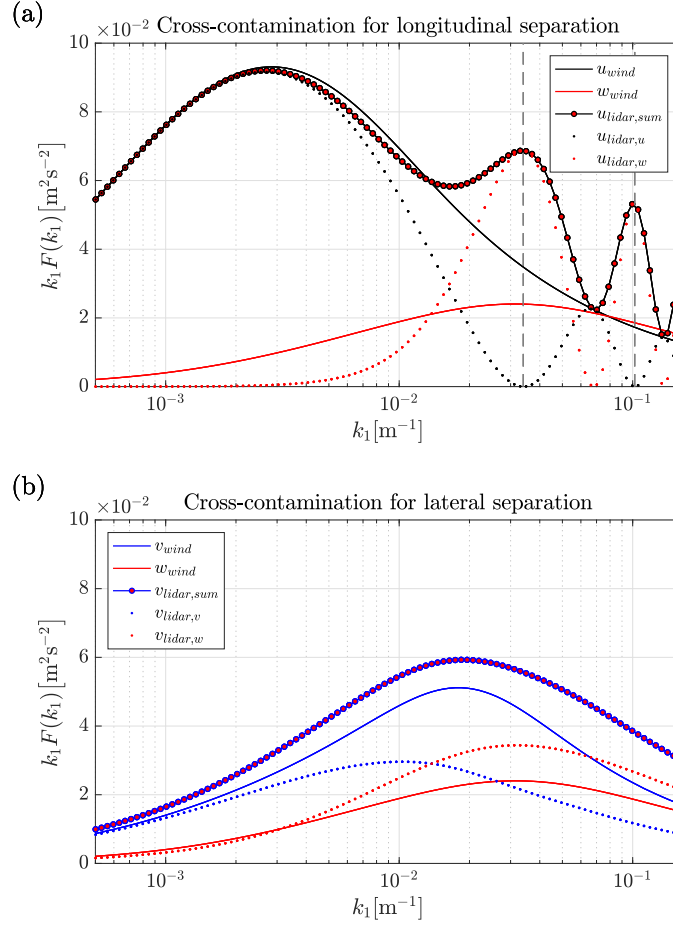 (a)
Cross-contamination for longitudinal separation
×10⁻²
10
8
6
4
2
0
k₁F(k₁)[m²s⁻²]
u_wind
w_wind
u_lidar,sum
u_lidar,u
u_lidar,w
10⁻³ 10⁻² 10⁻¹
k₁[m⁻¹]
(b)
Cross-contamination for lateral separation
×10⁻²
10
8
6
4
2
0
k₁F(k₁)[m²s⁻²]
v_wind
w_wind
v_lidar,sum
v_lidar,v
v_lidar,w
10⁻³ 10⁻² 10⁻¹
k₁[m⁻¹]